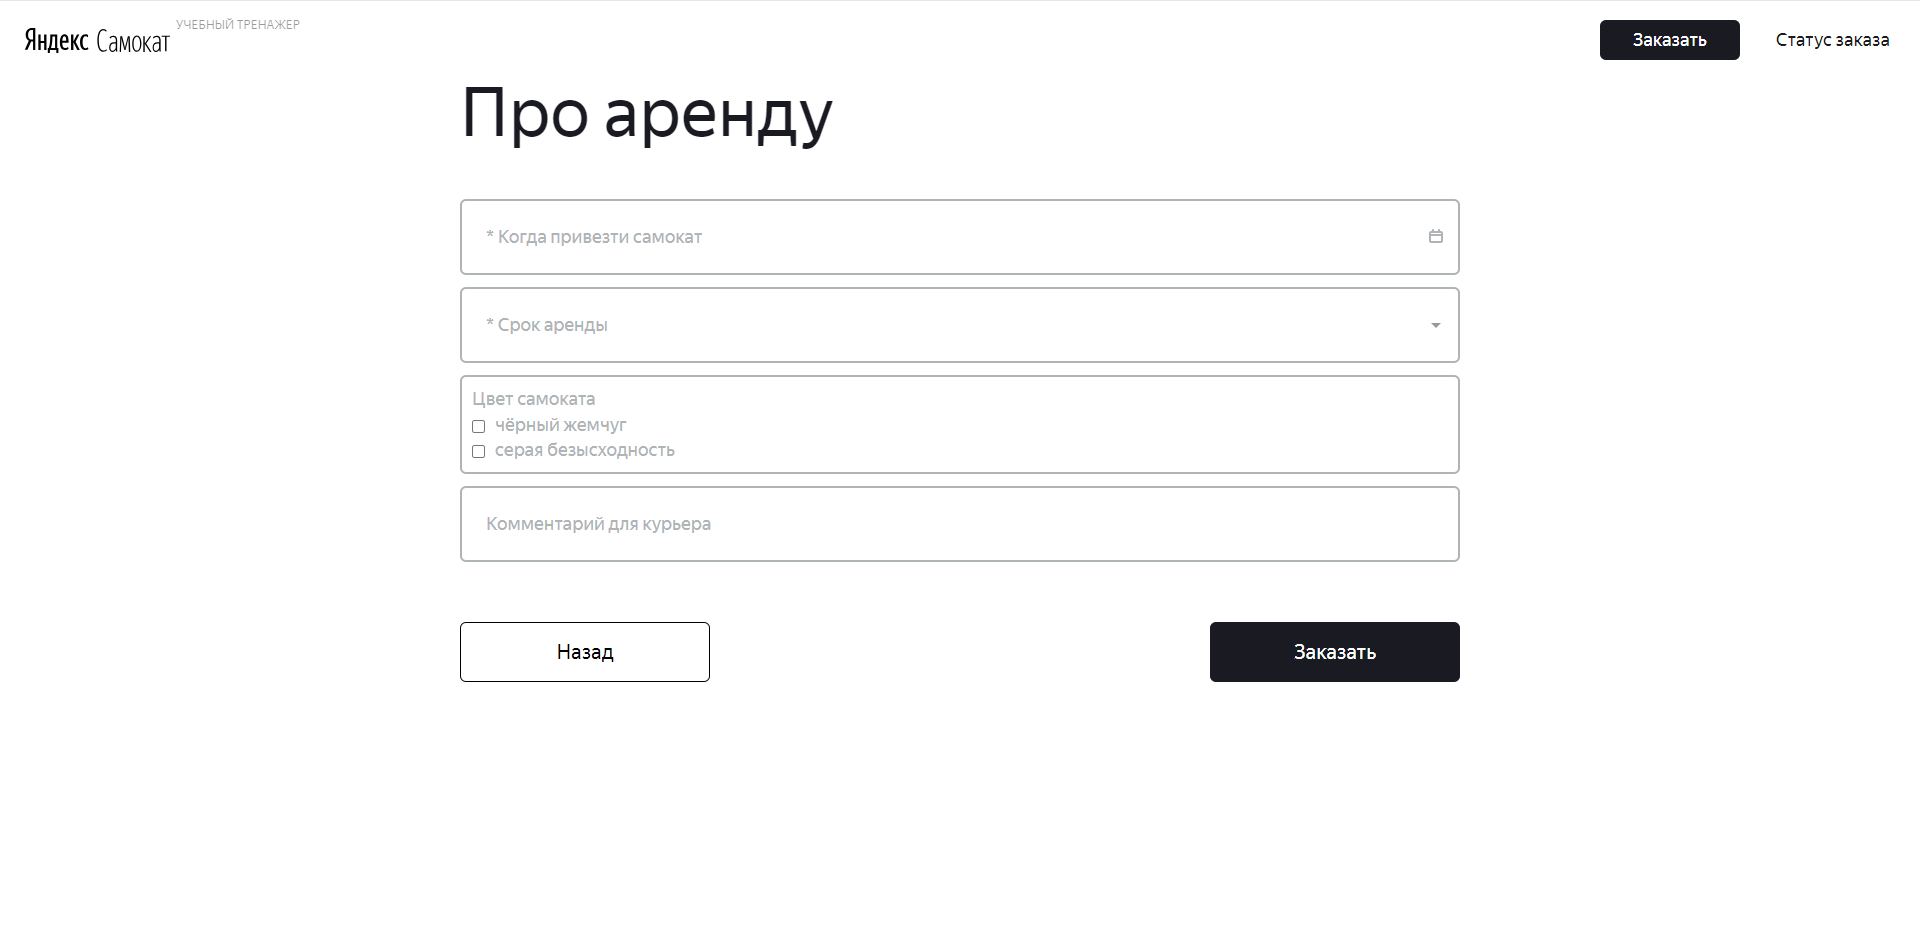 Яндекс Самокат
УЧЕБНЫЙ ТРЕНАЖЕР
Заказать
Статус заказа
Про аренду
* Когда привезти самокат
* Срок аренды
Цвет самоката
чёрный жемчуг
серая безысходность
Комментарий для курьера
Назад
Заказать